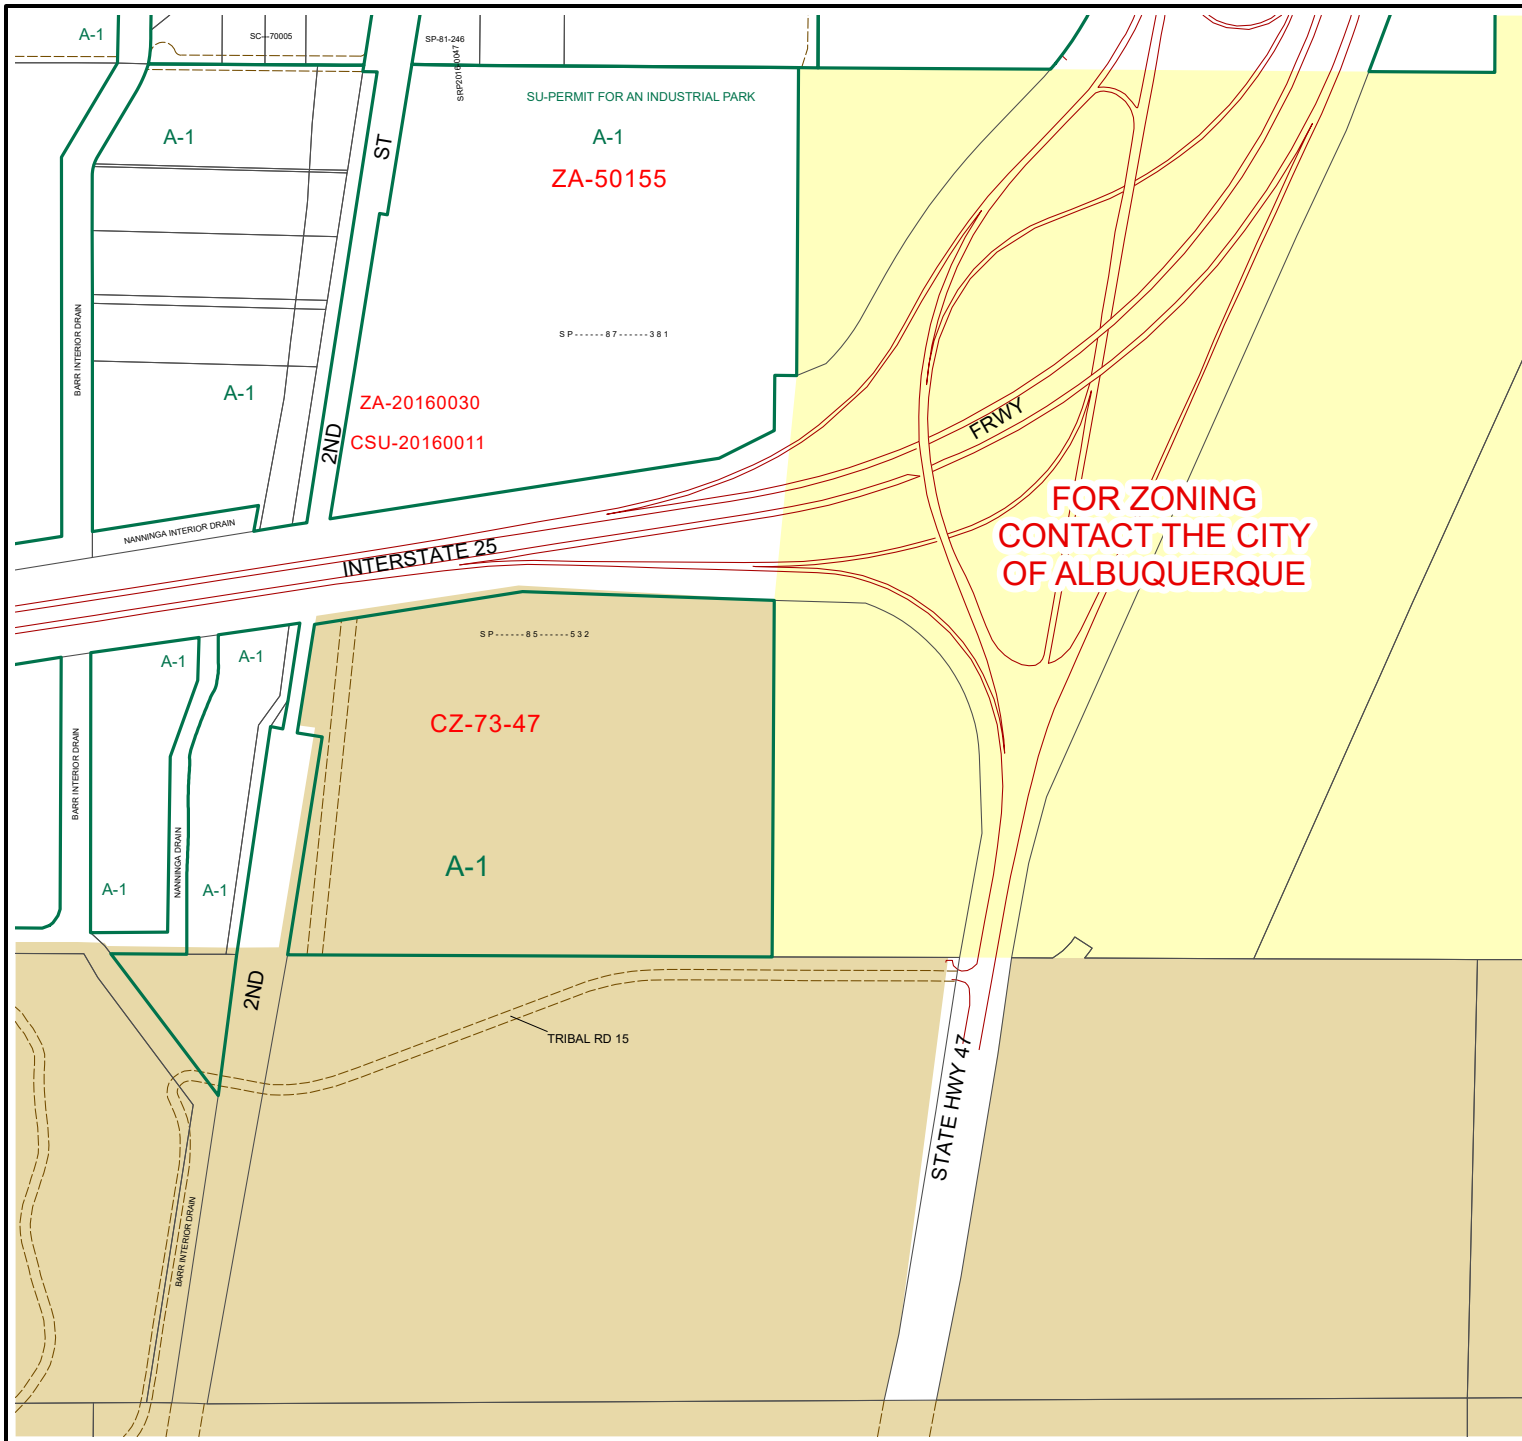 A-1
SC---70005
SP-81-246
SRP20160047
SU-PERMIT FOR AN INDUSTRIAL PARK
A-1
ST
A-1
ZA-50155
BARR INTERIOR DRAIN
SP------87------381
A-1
ZA-20160030
2ND
CSU-20160011
FRWY
FOR ZONING
CONTACT THE CITY
OF ALBUQUERQUE
NANNINGA INTERIOR DRAIN
INTERSTATE 25
SP------85------532
A-1
A-1
CZ-73-47
BARR INTERIOR DRAIN
NANNINGA DRAIN
A-1
A-1
A-1
2ND
TRIBAL RD 15
STATE HWY 47
BARR INTERIOR DRAIN